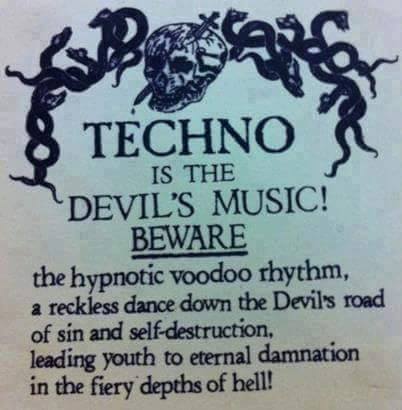 TECHNO
IS THE
DEVIL'S MUSIC!
BEWARE
the hypnotic voodoo rhythm,
a reckless dance down the Devil's road
of sin and self-destruction,
leading youth to eternal damnation
in the fiery depths of hell!